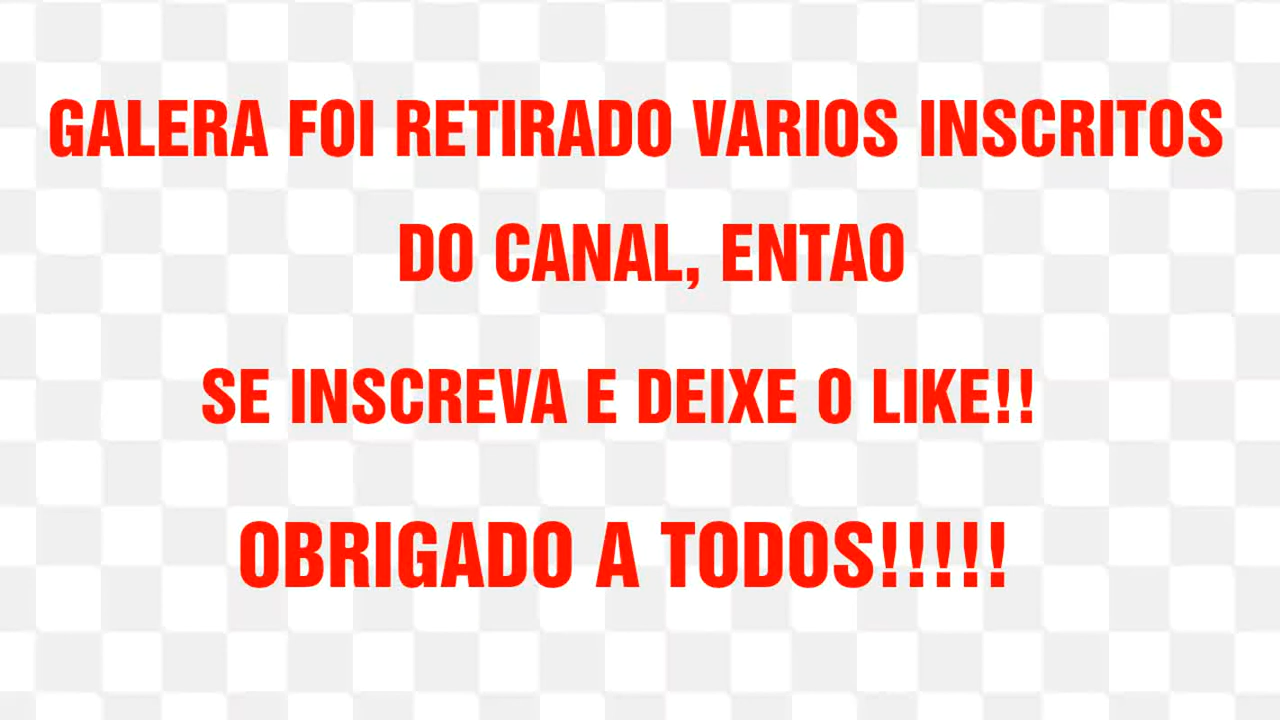 GALERA FOI RETIRADO VARIOS INSCRITOS
DO CANAL, ENTAO
SE INSCREVA E DEIXE O LIKE!!
OBRIGADO A TODOS!!!!!